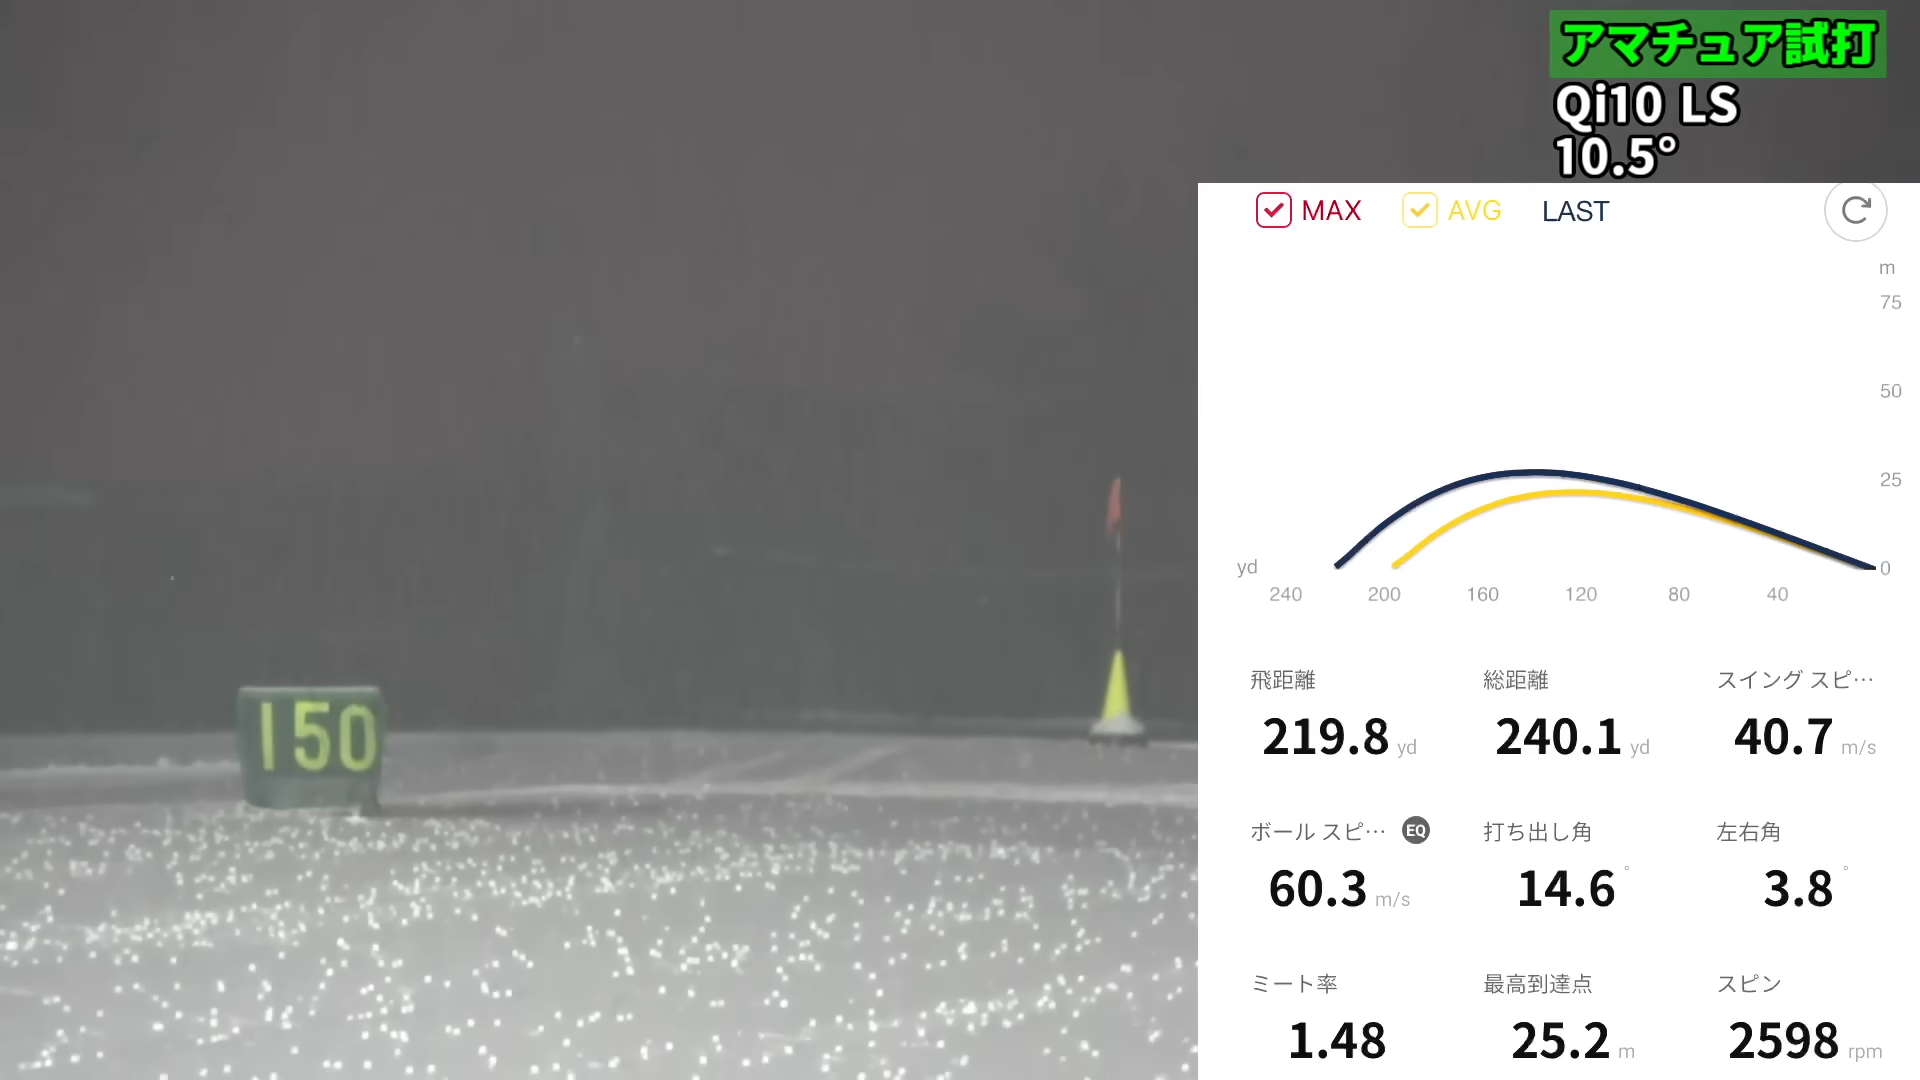 アマチュア試打
Qi10 LS
10.5°
MAX AVG LAST
m
75
50
25
0
yd
240 200 160 120 80 40
飛距離 総距離 スイング スピ…
219.8 yd 240.1 yd 40.7 m/s
ボール スピ… EQ 打ち出し角 左右角
60.3 m/s 14.6 ° 3.8 °
ミート率 最高到達点 スピン
1.48 25.2 m 2598 rpm
150